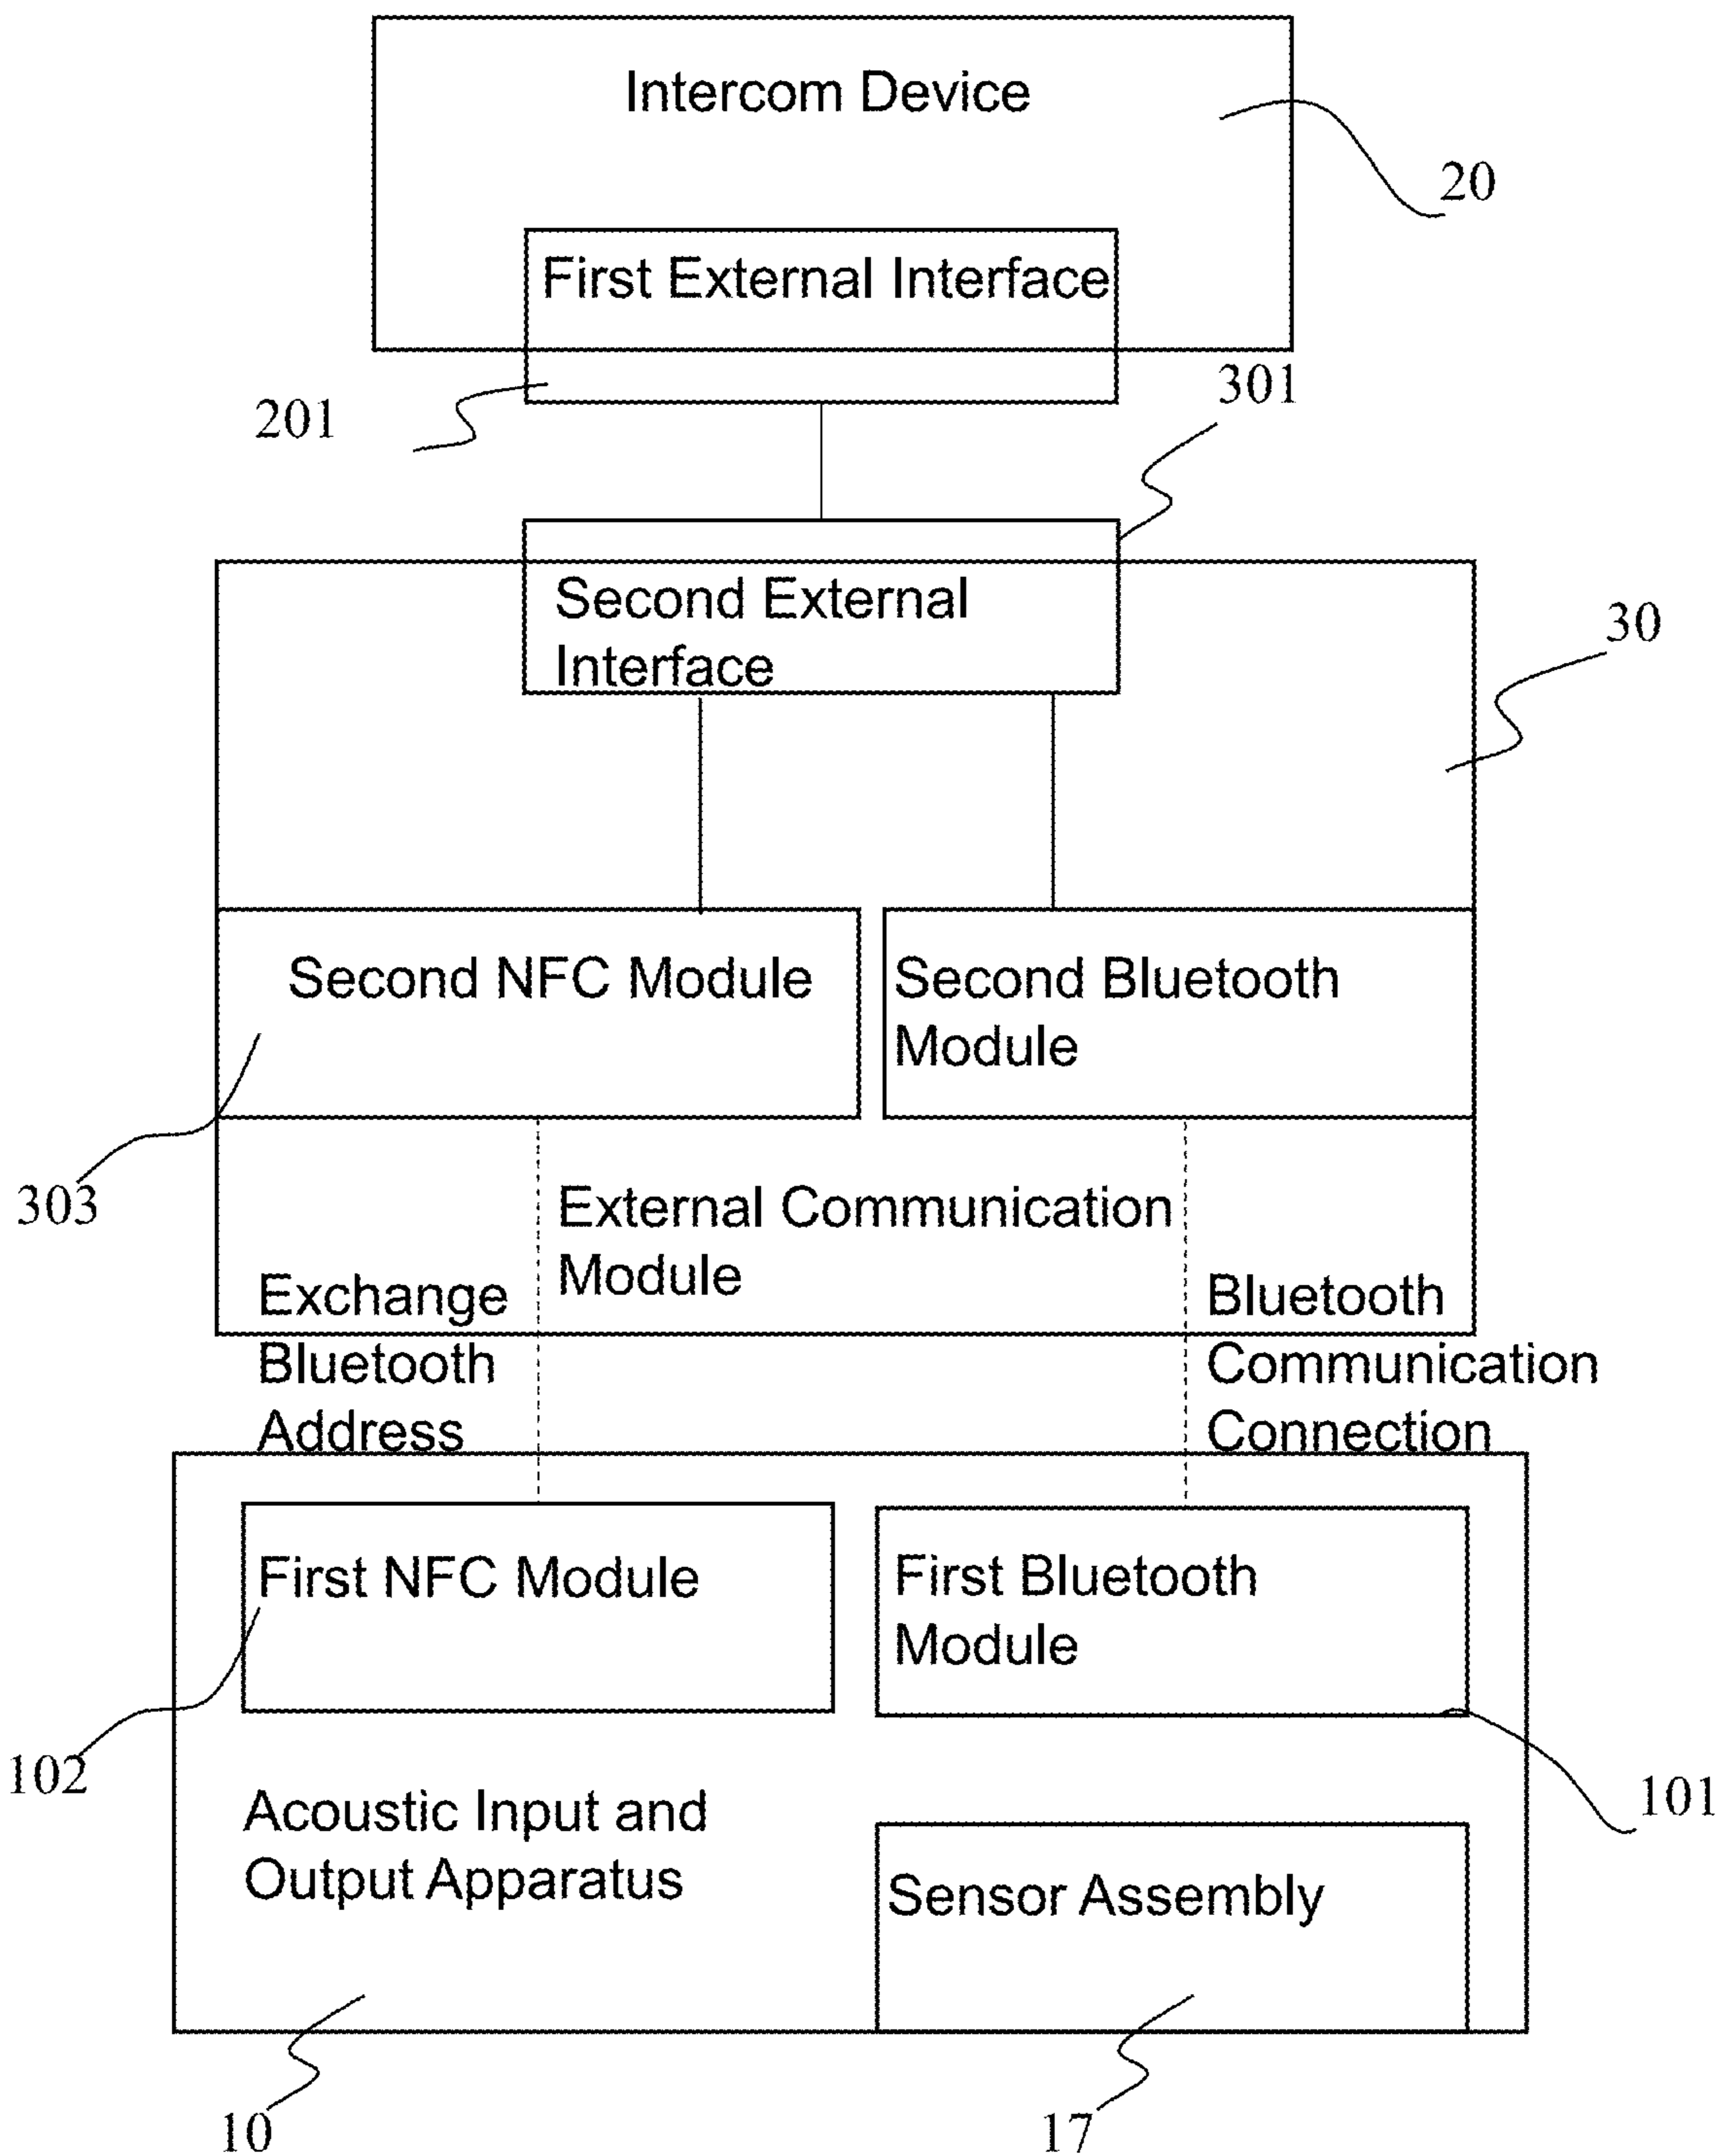 Intercom Device
20
First External Interface
201
301
Second External
Interface
30
Second NFC Module
Second Bluetooth
Module
303
External Communication
Module
Exchange
Bluetooth
Address
Bluetooth
Communication
Connection
First NFC Module
First Bluetooth
Module
102
101
Acoustic Input and
Output Apparatus
Sensor Assembly
10
17